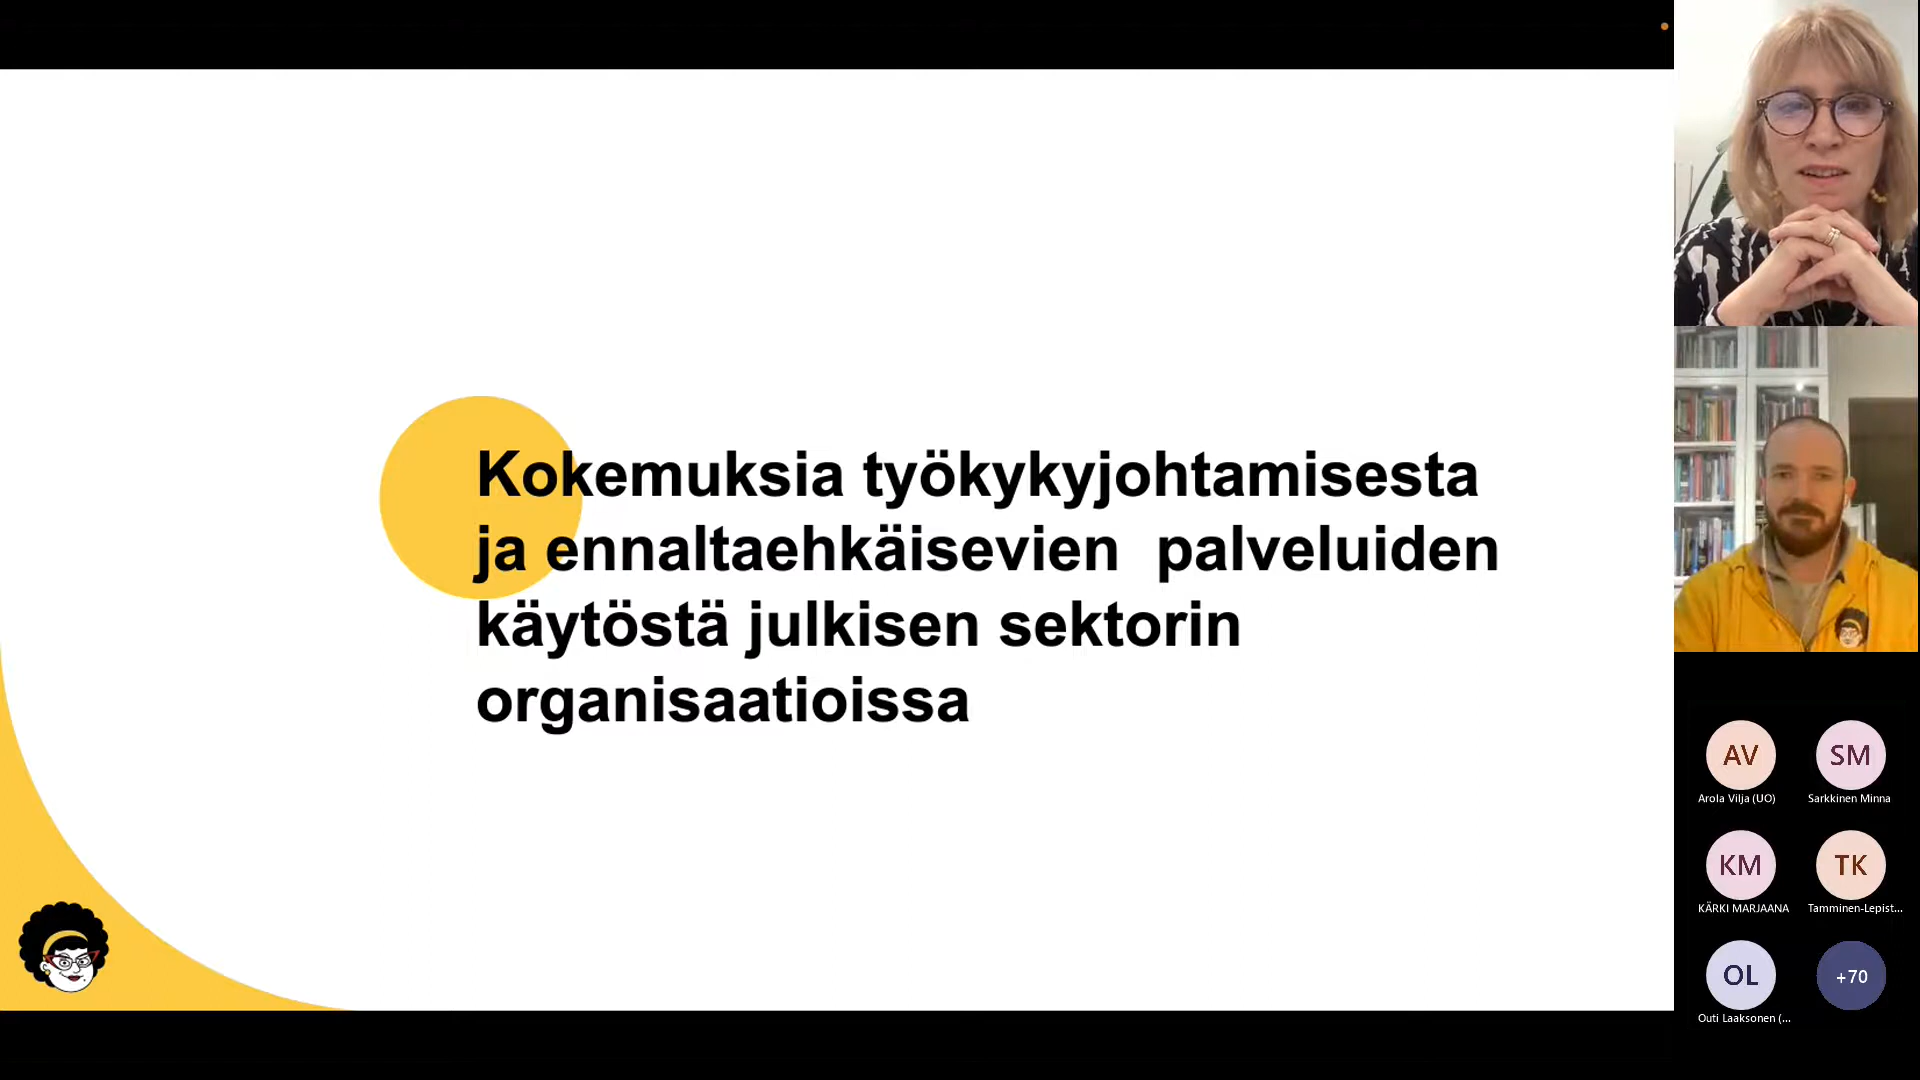 Kokemuksia työkykyjohtamisesta
ja ennaltaehkäisevien  palveluiden
käytöstä julkisen sektorin
organisaatioissa
AV
SM
Arola Vilja (UO)
Sarkkinen Minna
KM
TK
KÄRKI MARJAANA
Tamminen-Lepist...
OL
+70
Outi Laaksonen (...